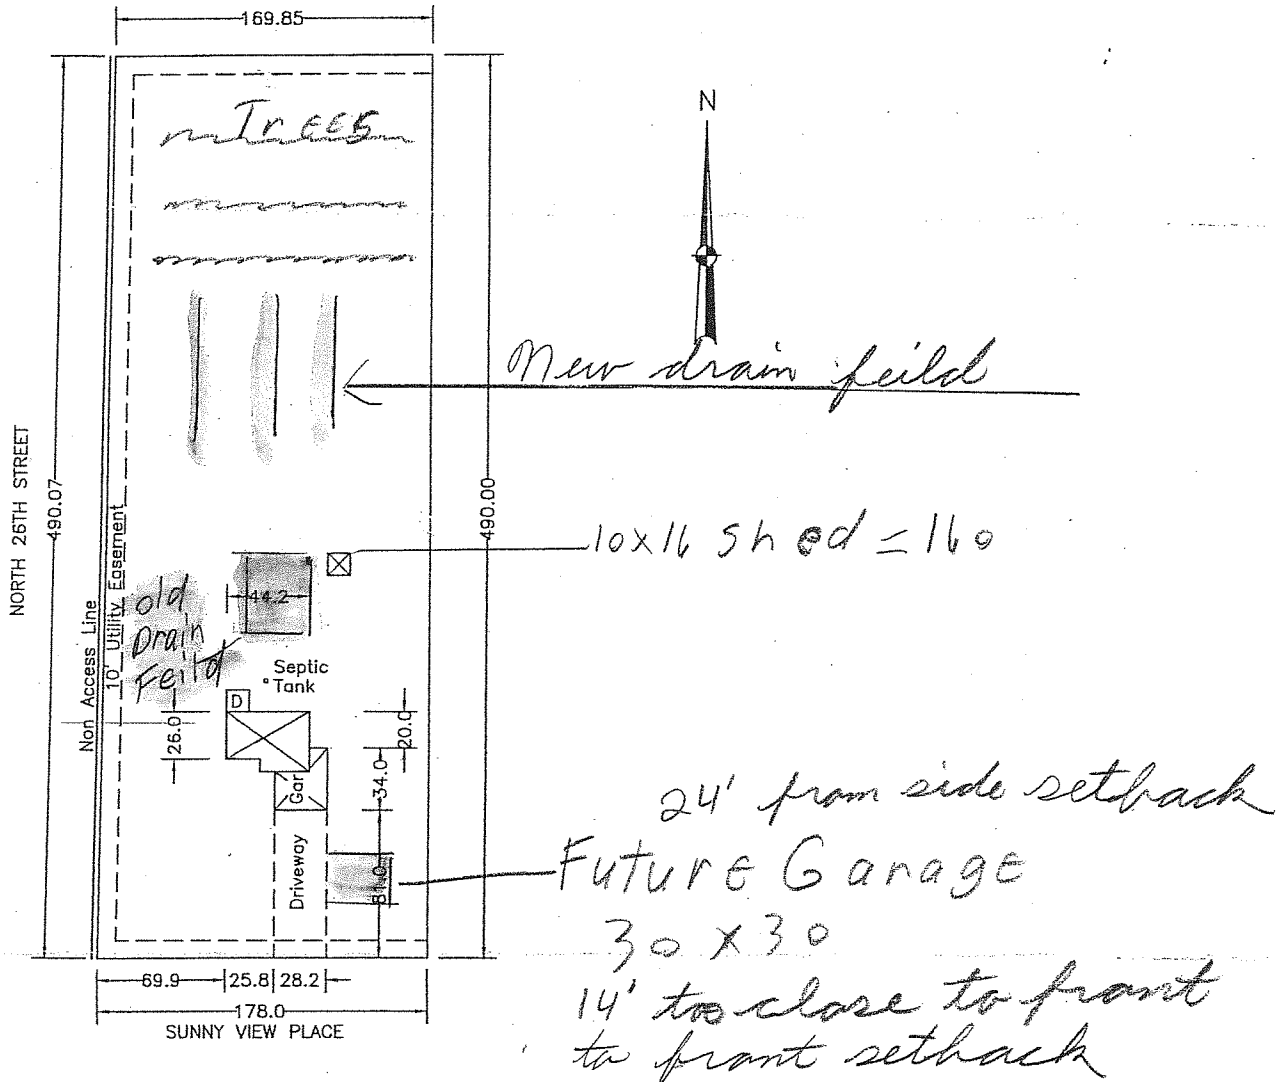 169.85
Trees
N
New drain feild
NORTH 26TH STREET
490.07
490.00
10' Utility Easement
Non Access Line
10x16 shed = 160
44.2
old
Drain
Feild
Septic
Tank
D
26.0
20.0
34.0
Gar
24' from side setback
Driveway
81.0
Future Garage
30 x 30
69.9 25.8 28.2
14' too close to front
178.0
to front setback
SUNNY VIEW PLACE